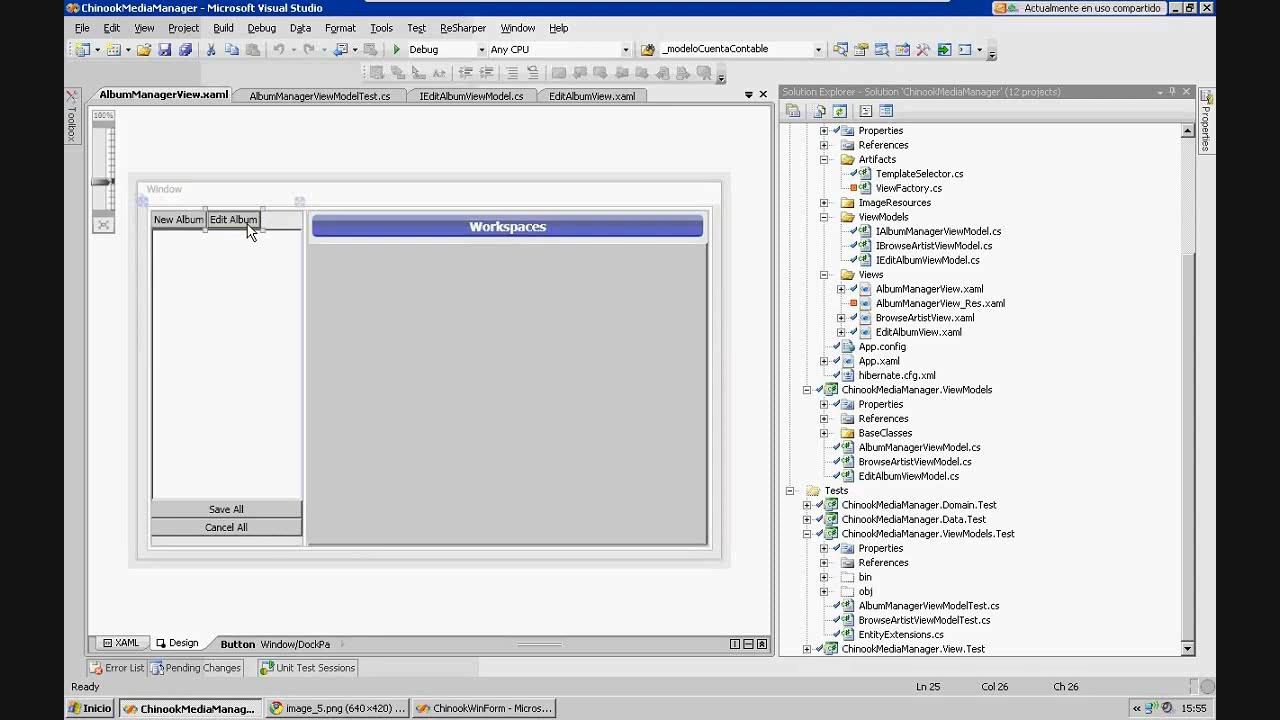 ChinookMediaManager - Microsoft Visual Studio
Actualmente en uso compartido
File Edit View Project Build Debug Data Format Tools Test ReSharper Window Help
Debug Any CPU _modeloCuentaContable
AlbumManagerView.xaml AlbumManagerViewModelTest.cs IEditAlbumViewModel.cs EditAlbumView.xaml
Toolbox
100%
Window
New Album Edit Album
Workspaces
Save All
Cancel All
XAML Design Button Window/DockPa
Solution Explorer - Solution 'ChinookMediaManager' (12 projects)
Properties
Properties
References
Artifacts
TemplateSelector.cs
ViewFactory.cs
ImageResources
ViewModels
IAlbumManagerViewModel.cs
IBrowseArtistViewModel.cs
IEditAlbumViewModel.cs
Views
AlbumManagerView.xaml
AlbumManagerView_Res.xaml
BrowseArtistView.xaml
EditAlbumView.xaml
App.config
App.xaml
hibernate.cfg.xml
ChinookMediaManager.ViewModels
Properties
References
BaseClasses
AlbumManagerViewModel.cs
BrowseArtistViewModel.cs
EditAlbumViewModel.cs
Tests
ChinookMediaManager.Domain.Test
ChinookMediaManager.Data.Test
ChinookMediaManager.ViewModels.Test
Properties
References
bin
obj
AlbumManagerViewModelTest.cs
BrowseArtistViewModelTest.cs
EntityExtensions.cs
ChinookMediaManager.View.Test
Error List Pending Changes Unit Test Sessions
Ready Ln 25 Col 26 Ch 26
Inicio ChinookMediaManag... image_5.png (640×420) ... ChinookWinForm - Micros... « 15:55